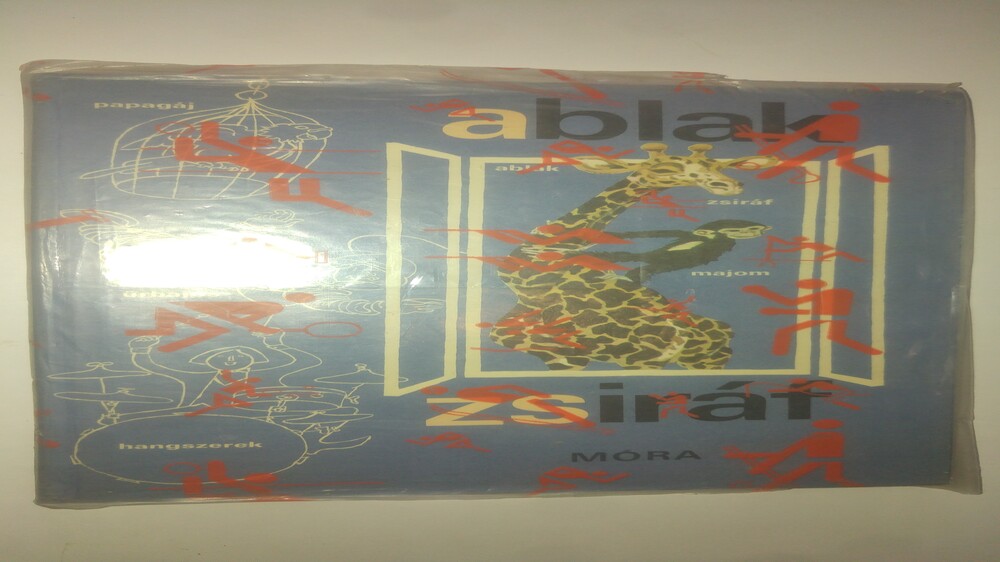 papagáj
hangszerek
ablak
ablak
zsiráf
majom
zsiráf
MÓRA